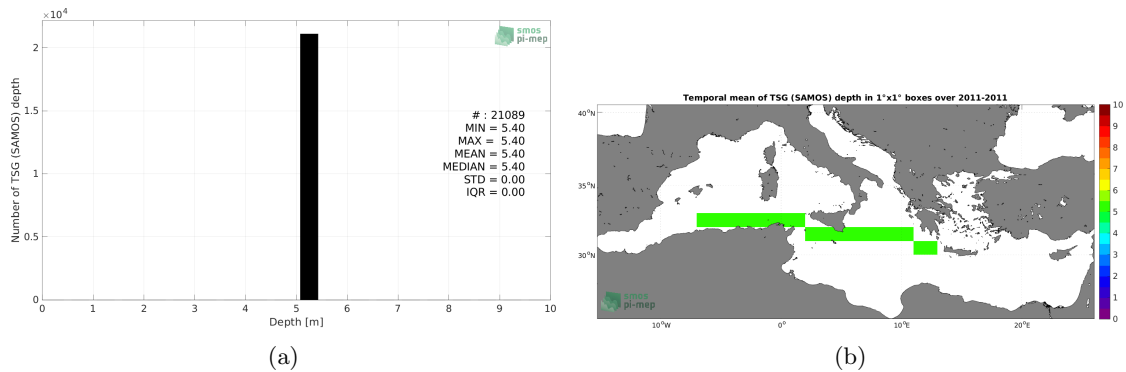 ×10⁴
2
1.5
1
0.5
0
Number of TSG (SAMOS) depth
smos
pi-mep
# : 21089
MIN = 5.40
MAX = 5.40
MEAN = 5.40
MEDIAN = 5.40
STD = 0.00
IQR = 0.00
0 1 2 3 4 5 6 7 8 9 10
Depth [m]
(a)
Temporal mean of TSG (SAMOS) depth in 1°x1° boxes over 2011-2011
40°N
35°N
30°N
10°W 0° 10°E 20°E
smos
pi-mep
10
9
8
7
6
5
4
3
2
1
0
(b)